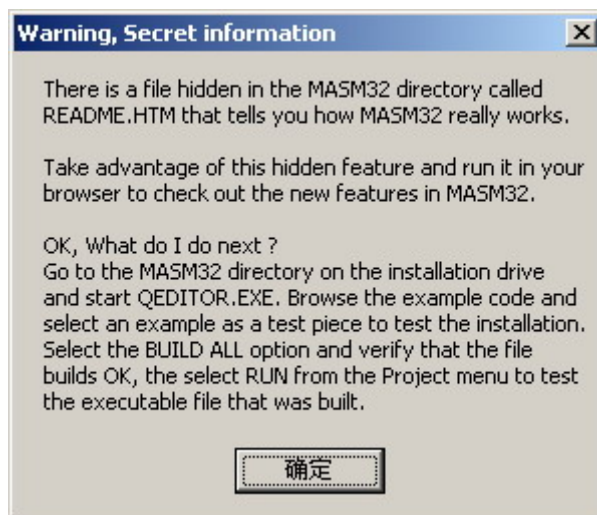 Warning, Secret information
There is a file hidden in the MASM32 directory called
README.HTM that tells you how MASM32 really works.
Take advantage of this hidden feature and run it in your
browser to check out the new features in MASM32.
OK, What do I do next ?
Go to the MASM32 directory on the installation drive
and start QEDITOR.EXE. Browse the example code and
select an example as a test piece to test the installation.
Select the BUILD ALL option and verify that the file
builds OK, the select RUN from the Project menu to test
the executable file that was built.
确定